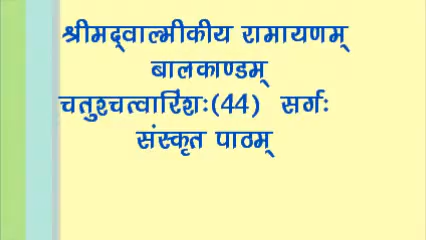 श्रीमद्वाल्मीकीय रामायणम्
बालकाण्डम्
चतुश्चत्वारिंशः(44) सर्गः
संस्कृत पाठम्